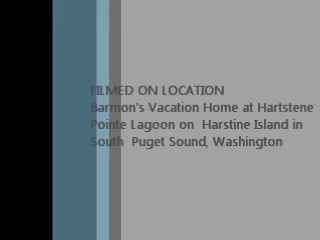 FILMED ON LOCATION
Barmon's Vacation Home at Hartstene
Pointe Lagoon on  Harstine Island in
South  Puget Sound, Washington